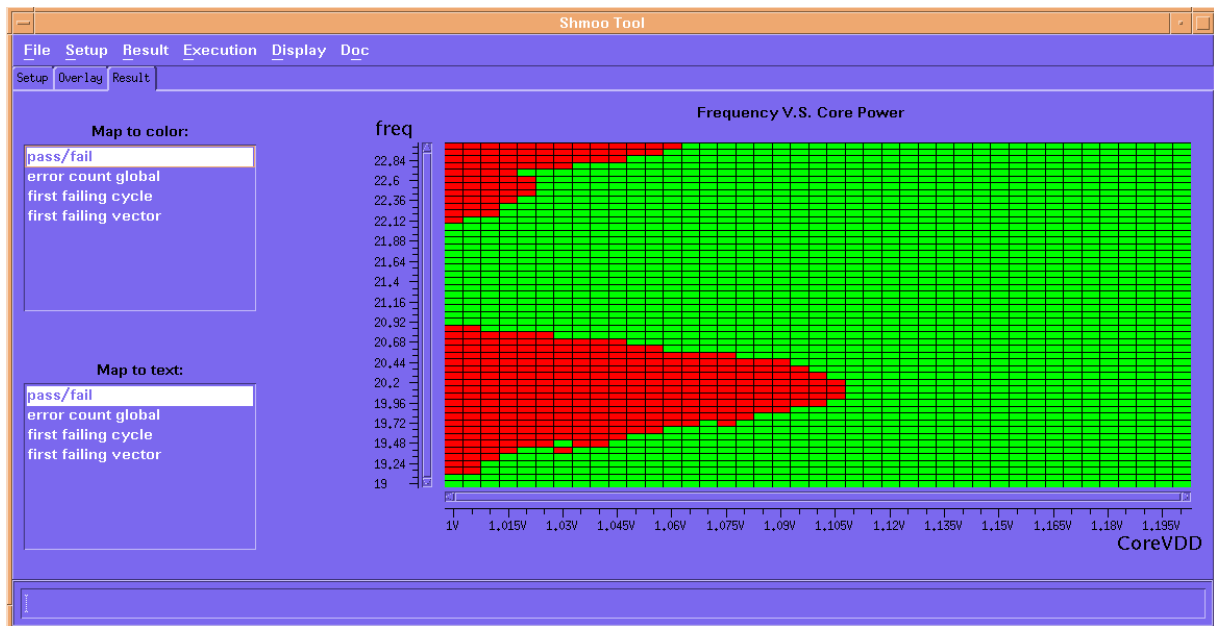 Shmoo Tool
File Setup Result Execution Display Doc
Setup Overlay Result
Map to color:
pass/fail
error count global
first failing cycle
first failing vector
Map to text:
pass/fail
error count global
first failing cycle
first failing vector
Frequency V.S. Core Power
freq
22.84
22.6
22.36
22.12
21.88
21.64
21.4
21.16
20.92
20.68
20.44
20.2
19.96
19.72
19.48
19.24
19
1V 1.015V 1.03V 1.045V 1.06V 1.075V 1.09V 1.105V 1.12V 1.135V 1.15V 1.165V 1.18V 1.195V
CoreVDD